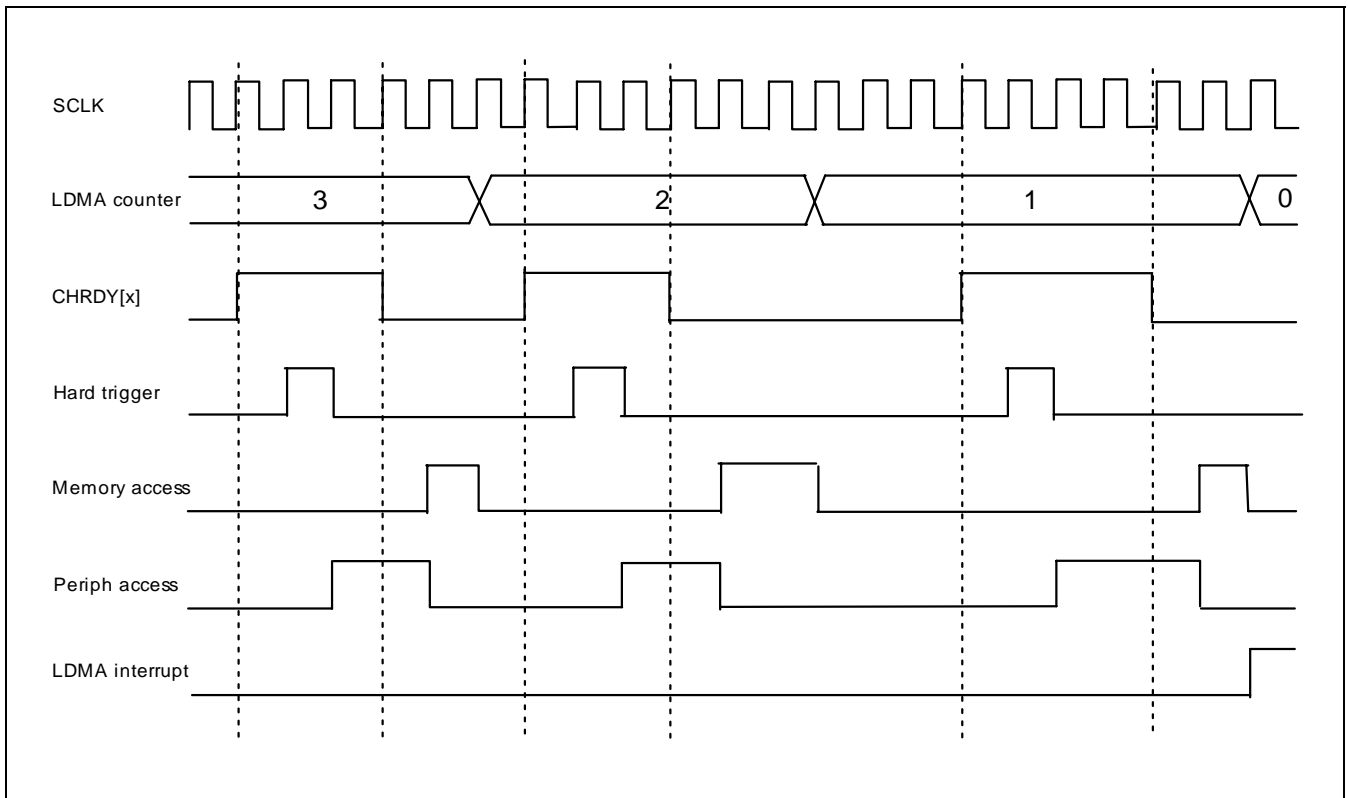 SCLK
LDMA counter 3 2 1 0
CHRDY[x]
Hard trigger
Memory access
Periph access
LDMA interrupt